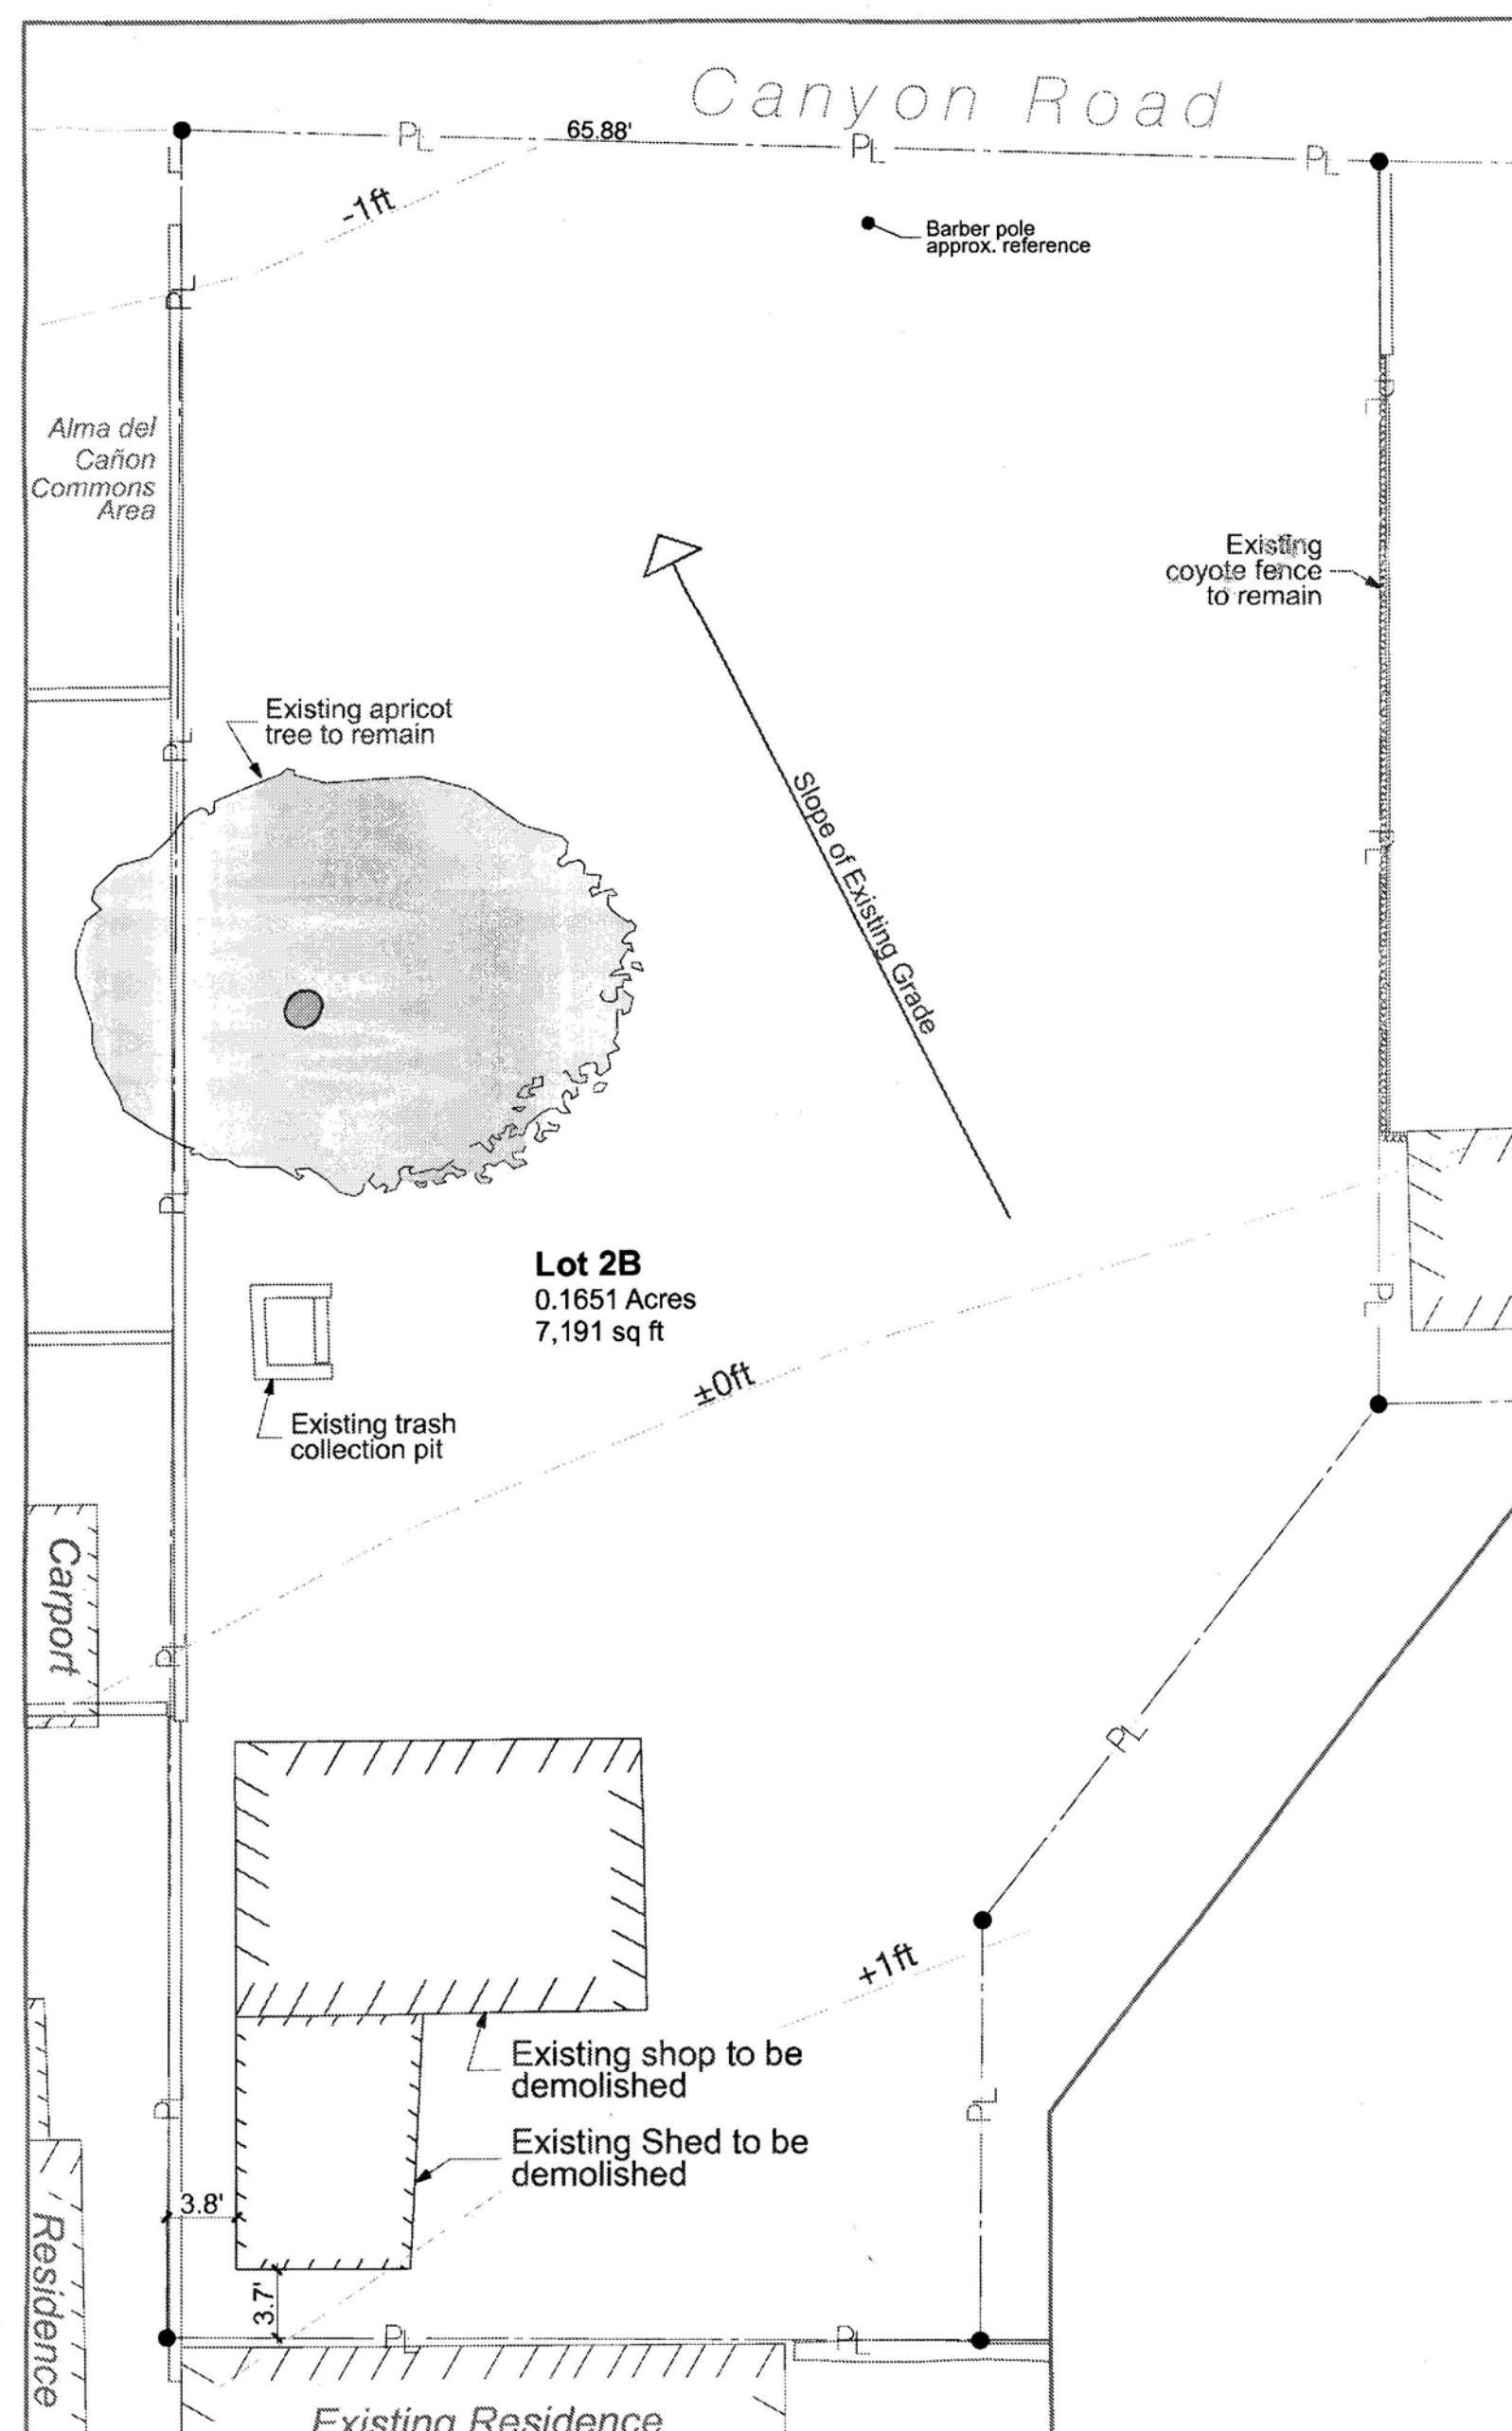 Canyon Road
PL
65.88'
PL
PL
PL
-1ft
Barber pole
approx. reference
PL
PL
Alma del
Cañon
Commons
Area
Existing
coyote fence
to remain
Existing apricot
tree to remain
PL
Slope of Existing Grade
PL
PL
Lot 2B
0.1651 Acres
7,191 sq ft
PL
±0ft
Existing trash
collection pit
Carport
PL
PL
+1ft
Existing shop to be
demolished
PL
PL
Existing Shed to be
demolished
3.8'
Residence
3.7'
PL
PL
Existing Residence